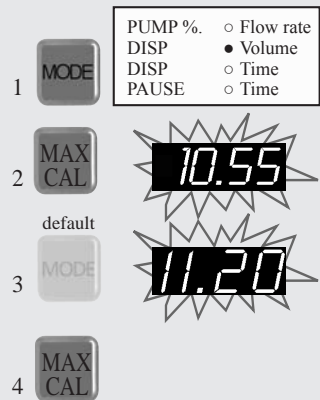 PUMP %. ○ Flow rate
DISP ● Volume
DISP ○ Time
PAUSE ○ Time
1 MODE
2 MAX CAL 10.55
default
3 MODE 11.20
4 MAX CAL